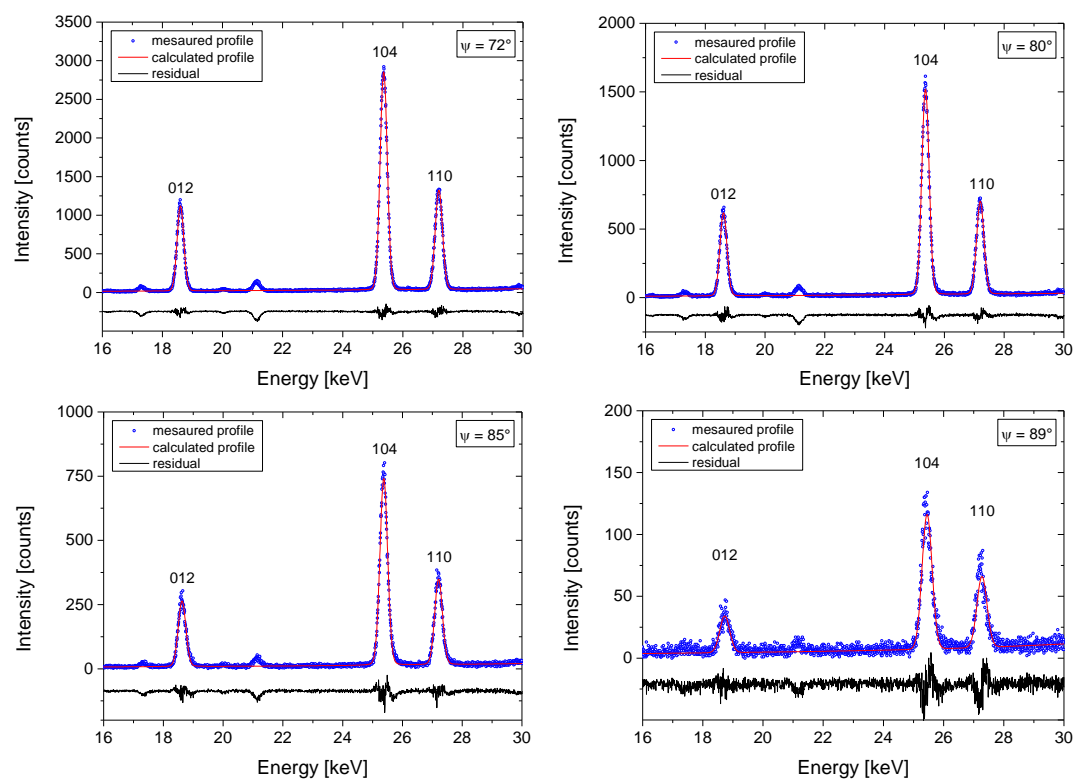 3500
3000
2500
2000
1500
1000
500
0
Intensity [counts]
mesaured profile
calculated profile
residual
ψ = 72°
012
104
110
16 18 20 22 24 26 28 30
Energy [keV]
2000
1500
1000
500
0
Intensity [counts]
mesaured profile
calculated profile
residual
ψ = 80°
012
104
110
16 18 20 22 24 26 28 30
Energy [keV]
1000
750
500
250
0
Intensity [counts]
mesaured profile
calculated profile
residual
ψ = 85°
012
104
110
16 18 20 22 24 26 28 30
Energy [keV]
200
150
100
50
0
Intensity [counts]
mesaured profile
calculated profile
residual
ψ = 89°
012
104
110
16 18 20 22 24 26 28 30
Energy [keV]